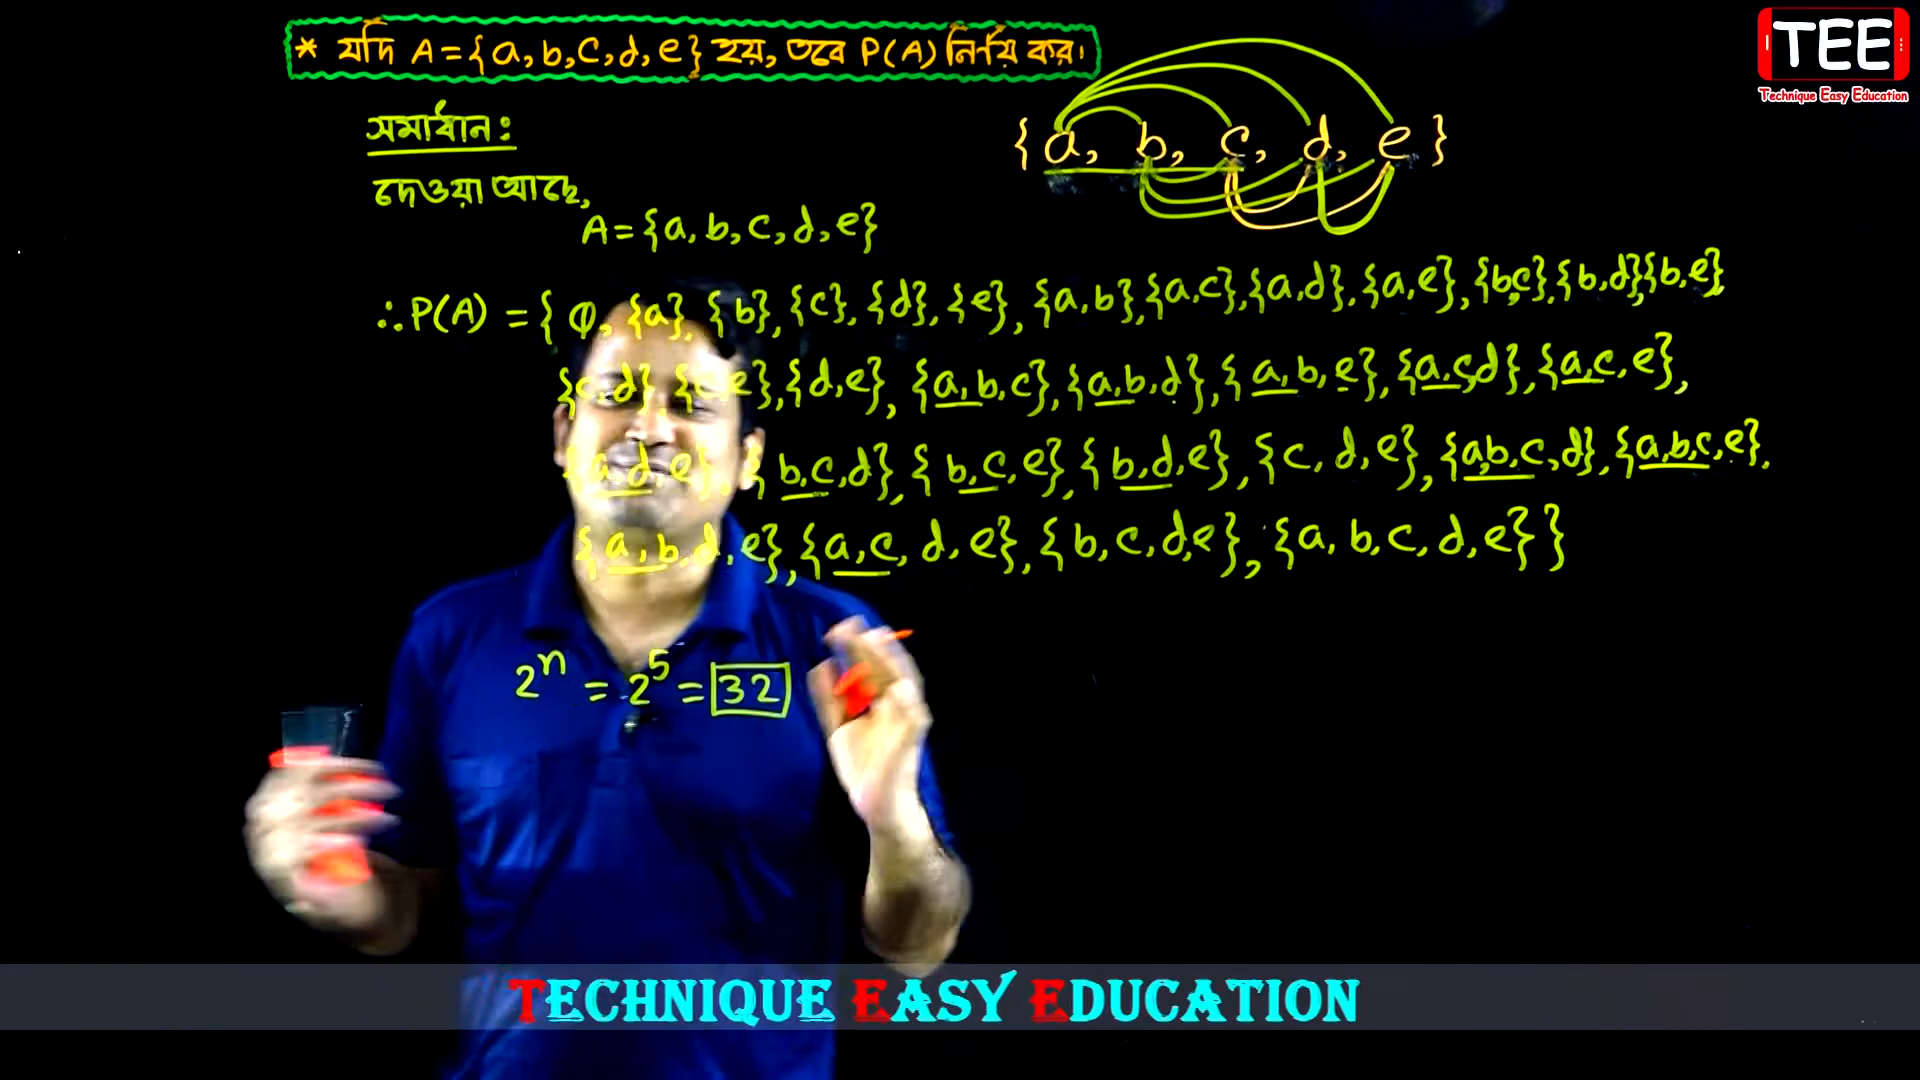 * যদি A={a,b,c,d,e} হয়, তবে P(A) নির্ণয় কর।
TEE
Technique Easy Education
সমাধান:
{a, b, c, d, e}
দেওয়া আছে,
A={a,b,c,d,e}
∴P(A) ={ φ, {a}, {b}, {c}, {d}, {e}, {a,b},{a,c},{a,d},{a,e},{b,c},{b,d},{b,e},
{c,d},{c,e},{d,e}, {a,b,c},{a,b,d},{a,b,e},{a,c,d},{a,c,e},
{a,d,e},{b,c,d},{b,c,e},{b,d,e},{c,d,e},{a,b,c,d},{a,b,c,e},
{a,b,d,e},{a,c,d,e},{b,c,d,e},{a,b,c,d,e}}
2ⁿ = 2⁵ = 32
TECHNIQUE EASY EDUCATION